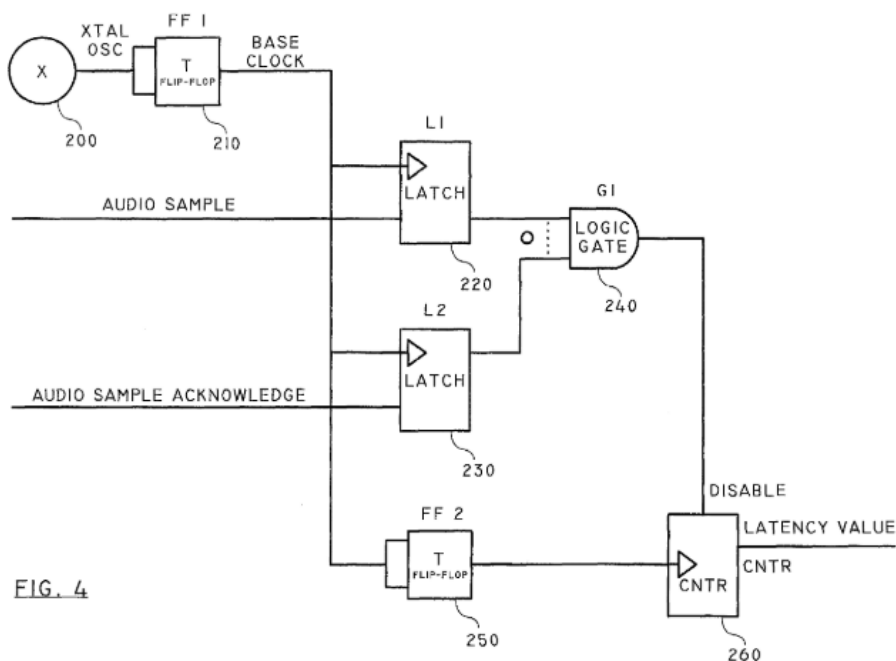 XTAL
OSC
FF 1
BASE
CLOCK
X
T
FLIP-FLOP
200
210
L1
LATCH
AUDIO SAMPLE
220
G1
LOGIC
GATE
240
L2
LATCH
AUDIO SAMPLE ACKNOWLEDGE
230
DISABLE
FF 2
LATENCY VALUE
T
FLIP-FLOP
CNTR
CNTR
FIG. 4
250
260